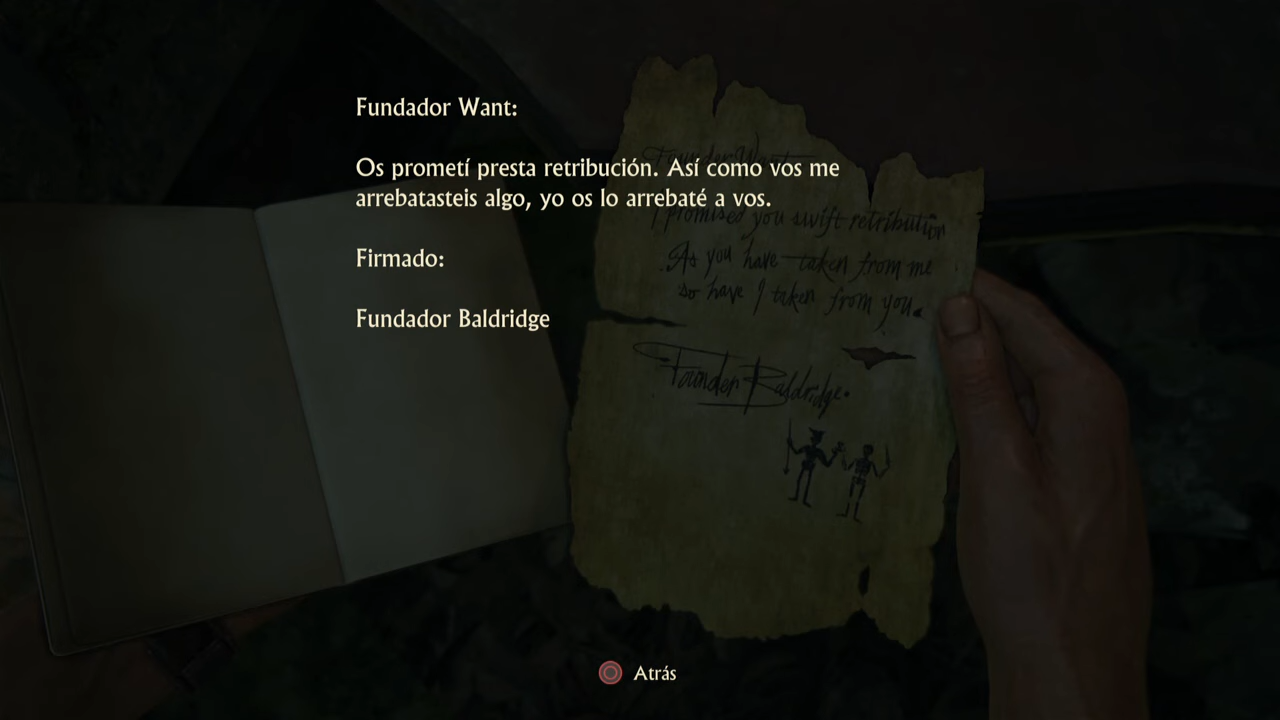 Fundador Want:
Os prometí presta retribución. Así como vos me
arrebatasteis algo, yo os lo arrebaté a vos.
Firmado:
Fundador Baldridge
Founder Want
I promised you swift retribution
As you have taken from me
so have I taken from you.
Founder Baldridge.
Atrás